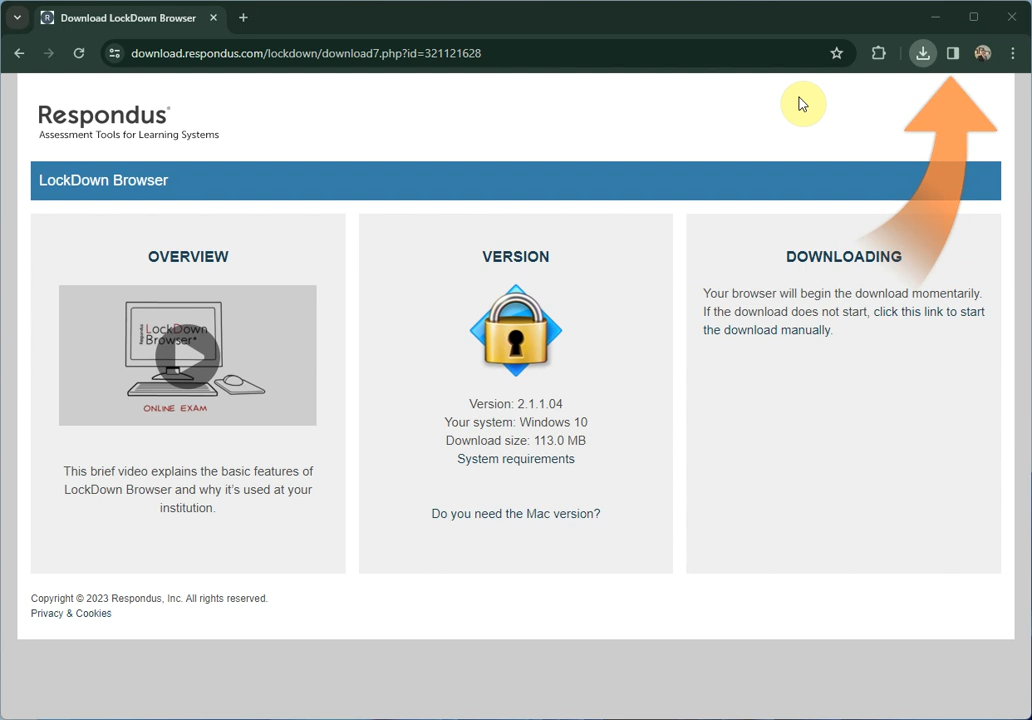 Download LockDown Browser
download.respondus.com/lockdown/download7.php?id=321121628
Respondus®
Assessment Tools for Learning Systems
LockDown Browser
OVERVIEW
Respondus
LockDown
Browser®
ONLINE EXAM
This brief video explains the basic features of
LockDown Browser and why it's used at your
institution.
VERSION
Version: 2.1.1.04
Your system: Windows 10
Download size: 113.0 MB
System requirements
Do you need the Mac version?
DOWNLOADING
Your browser will begin the download momentarily.
If the download does not start, click this link to start
the download manually.
Copyright © 2023 Respondus, Inc. All rights reserved.
Privacy & Cookies